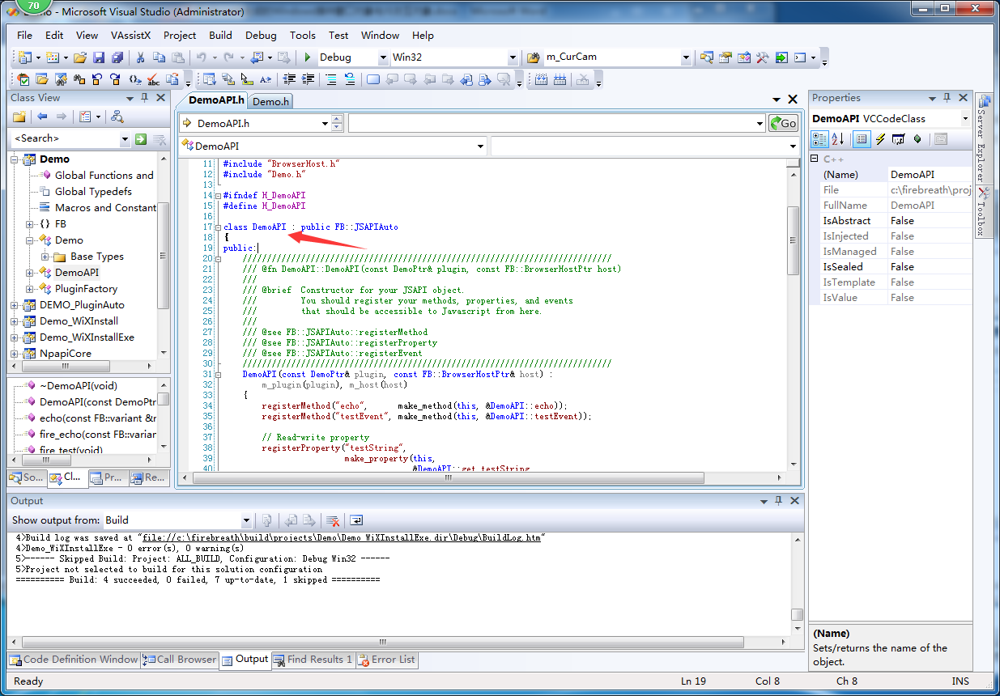 70
Demo - Microsoft Visual Studio (Administrator)
File Edit View VAssistX Project Build Debug Tools Test Window Help
Debug Win32 m_CurCam
Class View
<Search>
Demo
Global Functions and
Global Typedefs
Macros and Constant
{} FB
Demo
Base Types
DemoAPI
PluginFactory
DEMO_PluginAuto
Demo_WiXInstall
Demo_WiXInstallExe
NpapiCore
~DemoAPI(void)
DemoAPI(const DemoPtr
echo(const FB::variant &r
fire_echo(const FB::varian
fire_test(void)
So... Cl... Pr... Re...
DemoAPI.h Demo.h
DemoAPI.h Go
DemoAPI
11 #include "BrowserHost.h"
12 #include "Demo.h"
13
14 #ifndef H_DemoAPI
15 #define H_DemoAPI
16
17 class DemoAPI : public FB::JSAPIAuto
18 {
19 public:
20 ////////////////////////////////////////////////////////////////////////////
21 /// @fn DemoAPI::DemoAPI(const DemoPtr& plugin, const FB::BrowserHostPtr host)
22 ///
23 /// @brief Constructor for your JSAPI object.
24 /// You should register your methods, properties, and events
25 /// that should be accessible to Javascript from here.
26 ///
27 /// @see FB::JSAPIAuto::registerMethod
28 /// @see FB::JSAPIAuto::registerProperty
29 /// @see FB::JSAPIAuto::registerEvent
30 ////////////////////////////////////////////////////////////////////////////
31 DemoAPI(const DemoPtr& plugin, const FB::BrowserHostPtr& host) :
32 m_plugin(plugin), m_host(host)
33 {
34 registerMethod("echo", make_method(this, &DemoAPI::echo));
35 registerMethod("testEvent", make_method(this, &DemoAPI::testEvent));
36
37 // Read-write property
38 registerProperty("testString",
39 make_property(this,
40 &DemoAPI::get_testString
Properties
DemoAPI VCCodeClass
C++
(Name) DemoAPI
File c:\firebreath\proj
FullName DemoAPI
IsAbstract False
IsInjected False
IsManaged False
IsSealed False
IsTemplate False
IsValue False
(Name)
Sets/returns the name of the
object.
Server Explorer
Toolbox
Output
Show output from: Build
4>Build log was saved at "file://c:\firebreath\build\projects\Demo\Demo_WiXInstallExe.dir\Debug\BuildLog.htm"
4>Demo_WiXInstallExe - 0 error(s), 0 warning(s)
5>------ Skipped Build: Project: ALL_BUILD, Configuration: Debug Win32 ------
5>Project not selected to build for this solution configuration
========== Build: 4 succeeded, 0 failed, 7 up-to-date, 1 skipped ==========
Code Definition Window Call Browser Output Find Results 1 Error List
Ready Ln 19 Col 8 Ch 8 INS